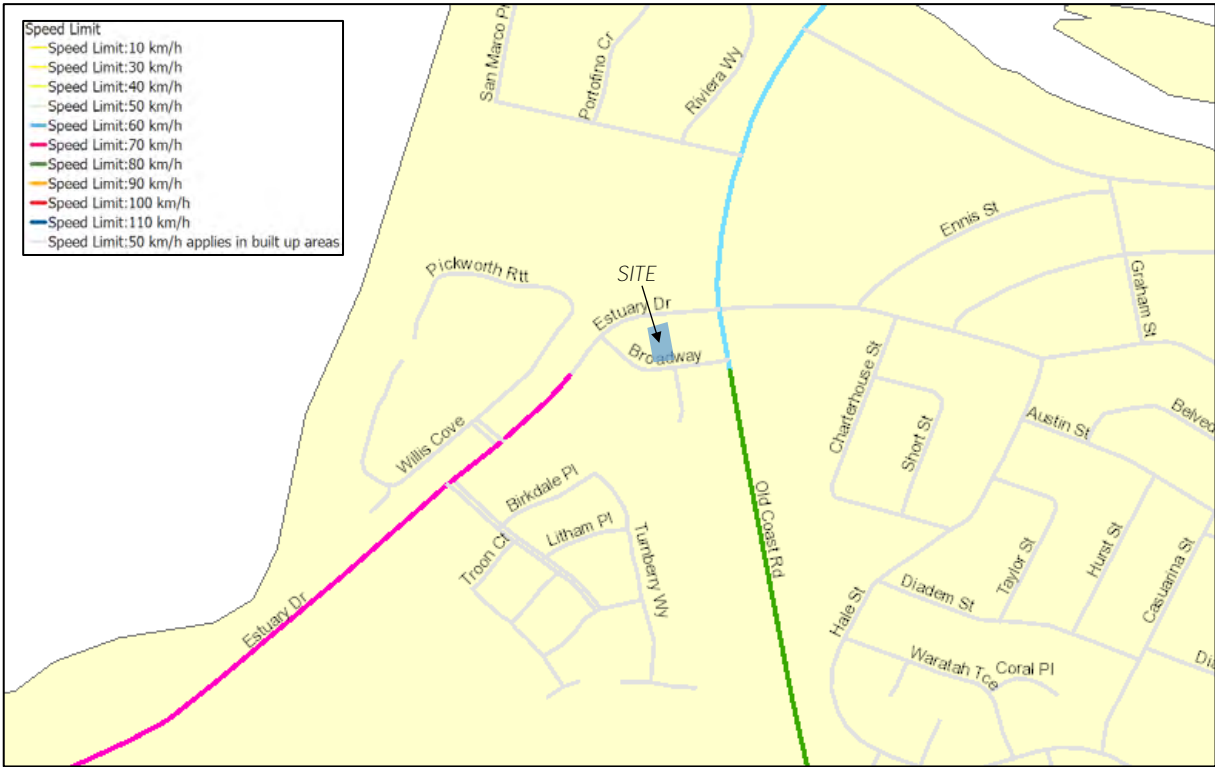 Speed Limit
Speed Limit:10 km/h
Speed Limit:30 km/h
Speed Limit:40 km/h
Speed Limit:50 km/h
Speed Limit:60 km/h
Speed Limit:70 km/h
Speed Limit:80 km/h
Speed Limit:90 km/h
Speed Limit:100 km/h
Speed Limit:110 km/h
Speed Limit:50 km/h applies in built up areas
San Marco Pl
Portofino Cr
Riviera Wy
Ennis St
Graham St
Pickworth Rtt
SITE
Estuary Dr
Broadway
Charterhouse St
Short St
Austin St
Belved
Willis Cove
Birkdale Pl
Litham Pl
Troon Ct
Turnberry Wy
Old Coast Rd
Taylor St
Hurst St
Casuarina St
Estuary Dr
Hale St
Diadem St
Waratah Tce
Coral Pl
Dia